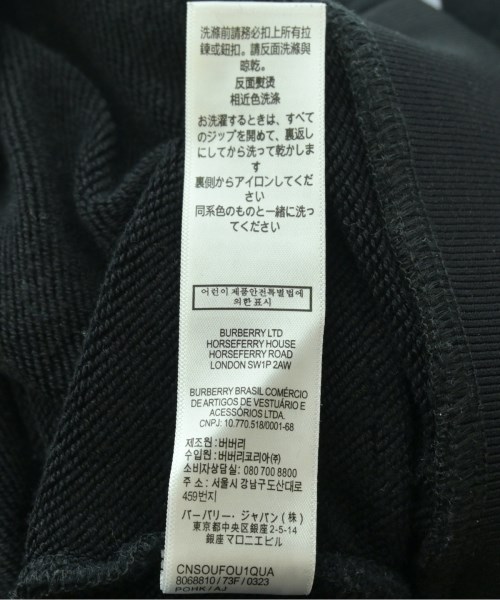 洗滌前請務必扣上所有拉
鍊或鈕扣。請反面洗滌與
晾乾。
反面熨燙
相近色洗滌
お洗濯するときは、すべて
のジップを開めて、裏返し
にしてから洗って乾かしま
す
裏側からアイロンしてくだ
さい
同系色のものと一緒に洗っ
てください
어린이제품안전특별법에
의한표시
BURBERRY LTD
HORSEFERRY HOUSE
HORSEFERRY ROAD
LONDON SW1P 2AW
BURBERRY BRASIL COMÉRCIO
DE ARTIGOS DE VESTUÁRIO E
ACESSÓRIOS LTDA.
CNPJ: 10.770.518/0001-68
제조원:버버리
수입원:버버리코리아(주)
소비자상담실: 080 700 8800
주소:서울시강남구도산대로
459번지
バーバリー・ジャパン(株)
東京都中央区銀座2-5-14
銀座マロニエビル
CNSOUFOU1QUA
8068810 / 73F / 0323
POHK / AJ